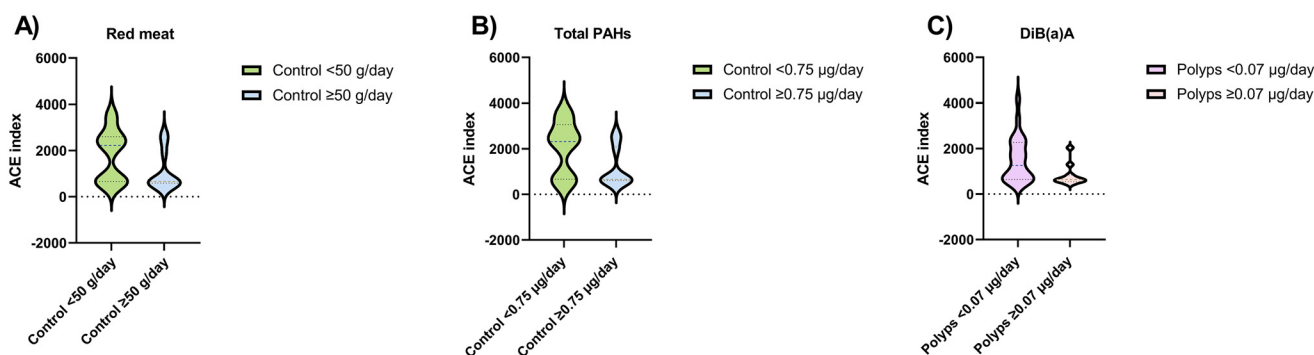 A)
Red meat
6000
4000
2000
0
-2000
ACE index
Control <50 g/day
Control ≥50 g/day
Control <50 g/day
Control ≥50 g/day
B)
Total PAHs
6000
4000
2000
0
-2000
ACE index
Control <0.75 µg/day
Control ≥0.75 µg/day
Control <0.75 µg/day
Control ≥0.75 µg/day
C)
DiB(a)A
6000
4000
2000
0
-2000
ACE index
Polyps <0.07 µg/day
Polyps ≥0.07 µg/day
Polyps <0.07 µg/day
Polyps ≥0.07 µg/day